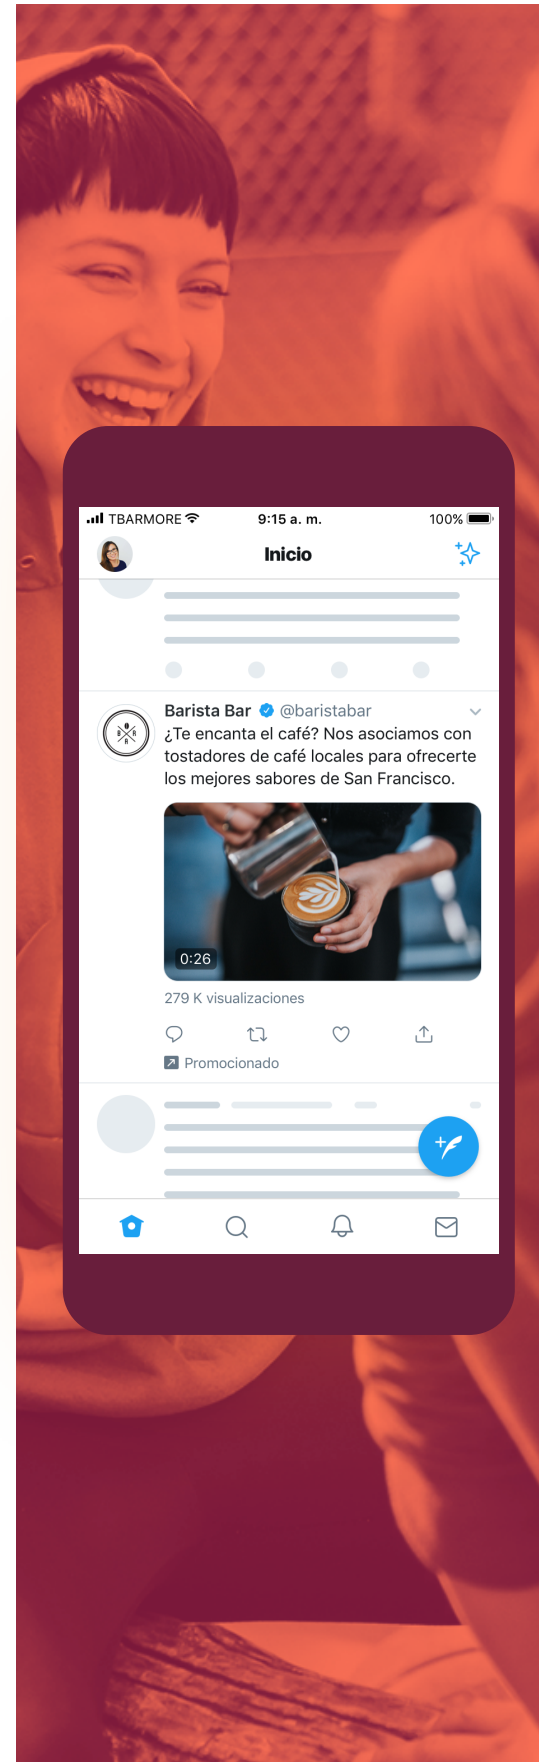 TBARMORE 9:15 a. m. 100%
Inicio
Barista Bar @baristabar
¿Te encanta el café? Nos asociamos con
tostadores de café locales para ofrecerte
los mejores sabores de San Francisco.
0:26
279 K visualizaciones
Promocionado